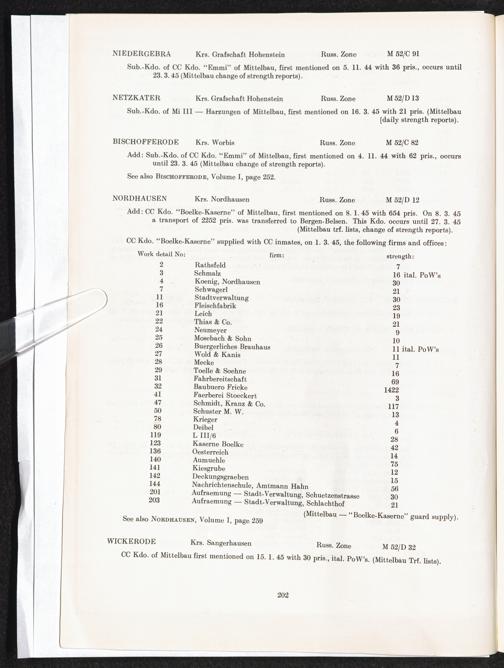 NIEDERGEBRA Krs. Grafschaft Hohenstein Russ. Zone M 52/C 91
Sub.-Kdo. of CC Kdo. "Emmi" of Mittelbau, first mentioned on 5. 11. 44 with 36 pris., occurs until
23. 3. 45 (Mittelbau change of strength reports).
NETZKATER Krs. Grafschaft Hohenstein Russ. Zone M 52/D 13
Sub.-Kdo. of Mi III — Harzungen of Mittelbau, first mentioned on 16. 3. 45 with 21 pris. (Mittelbau
[daily strength reports).
BISCHOFFERODE Krs. Worbis Russ. Zone M 52/C 82
Add: Sub.-Kdo. of CC Kdo. "Emmi" of Mittelbau, first mentioned on 4. 11. 44 with 62 pris., occurs
until 23. 3. 45 (Mittelbau change of strength reports).
See also BISCHOFFERODE, Volume I, page 252.
NORDHAUSEN Krs. Nordhausen Russ. Zone M 52/D 12
Add: CC Kdo. "Boelke-Kaserne" of Mittelbau, first mentioned on 8. 1. 45 with 654 pris. On 8. 3. 45
a transport of 2252 pris. was transferred to Bergen-Belsen. This Kdo. occurs until 27. 3. 45
(Mittelbau trf. lists, change of strength reports).
CC Kdo. "Boelke-Kaserne" supplied with CC inmates, on 1. 3. 45, the following firms and offices:
Work detail No: firm: strength:
2 Rathsfeld 7
3 Schmalz 16 ital. PoW's
4 Koenig, Nordhausen 30
7 Schwagerl 21
11 Stadtverwaltung 30
16 Fleischfabrik 23
21 Leich 19
22 Thias & Co. 21
24 Neumeyer 9
25 Mosebach & Sohn 10
26 Buergerliches Brauhaus 11 ital. PoW's
27 Wold & Kanis 11
28 Mecke 7
29 Toelle & Soehne 16
31 Fahrbereitschaft 69
32 Baubuero Fricke 1422
41 Faerberei Stoeckert 3
47 Schmidt, Kranz & Co. 117
50 Schuster M. W. 13
78 Krieger 4
80 Deibel 6
119 L III/6 28
123 Kaserne Boelke 42
136 Oesterreich 14
140 Aumuehle 75
141 Kiesgrube 12
142 Deckungsgraeben 15
144 Nachrichtenschule, Amtmann Hahn 56
201 Aufraemung — Stadt-Verwaltung, Schuetzenstrasse 30
203 Aufraemung — Stadt-Verwaltung, Schlachthof 21
(Mittelbau — "Boelke-Kaserne" guard supply).
See also NORDHAUSEN, Volume I, page 259
WICKERODE Krs. Sangerhausen Russ. Zone M 52/D 32
CC Kdo. of Mittelbau first mentioned on 15. 1. 45 with 30 pris., ital. PoW's. (Mittelbau Trf. lists).
202